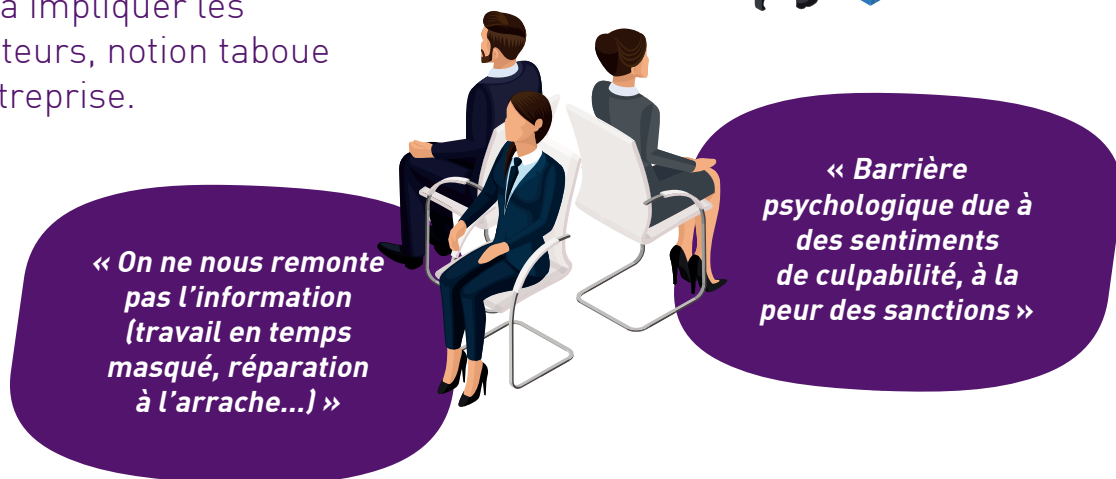 à impliquer les
teurs, notion taboue
treprise.
« On ne nous remonte
pas l’information
(travail en temps
masqué, réparation
à l’arrache...) »
« Barrière
psychologique due à
des sentiments
de culpabilité, à la
peur des sanctions »